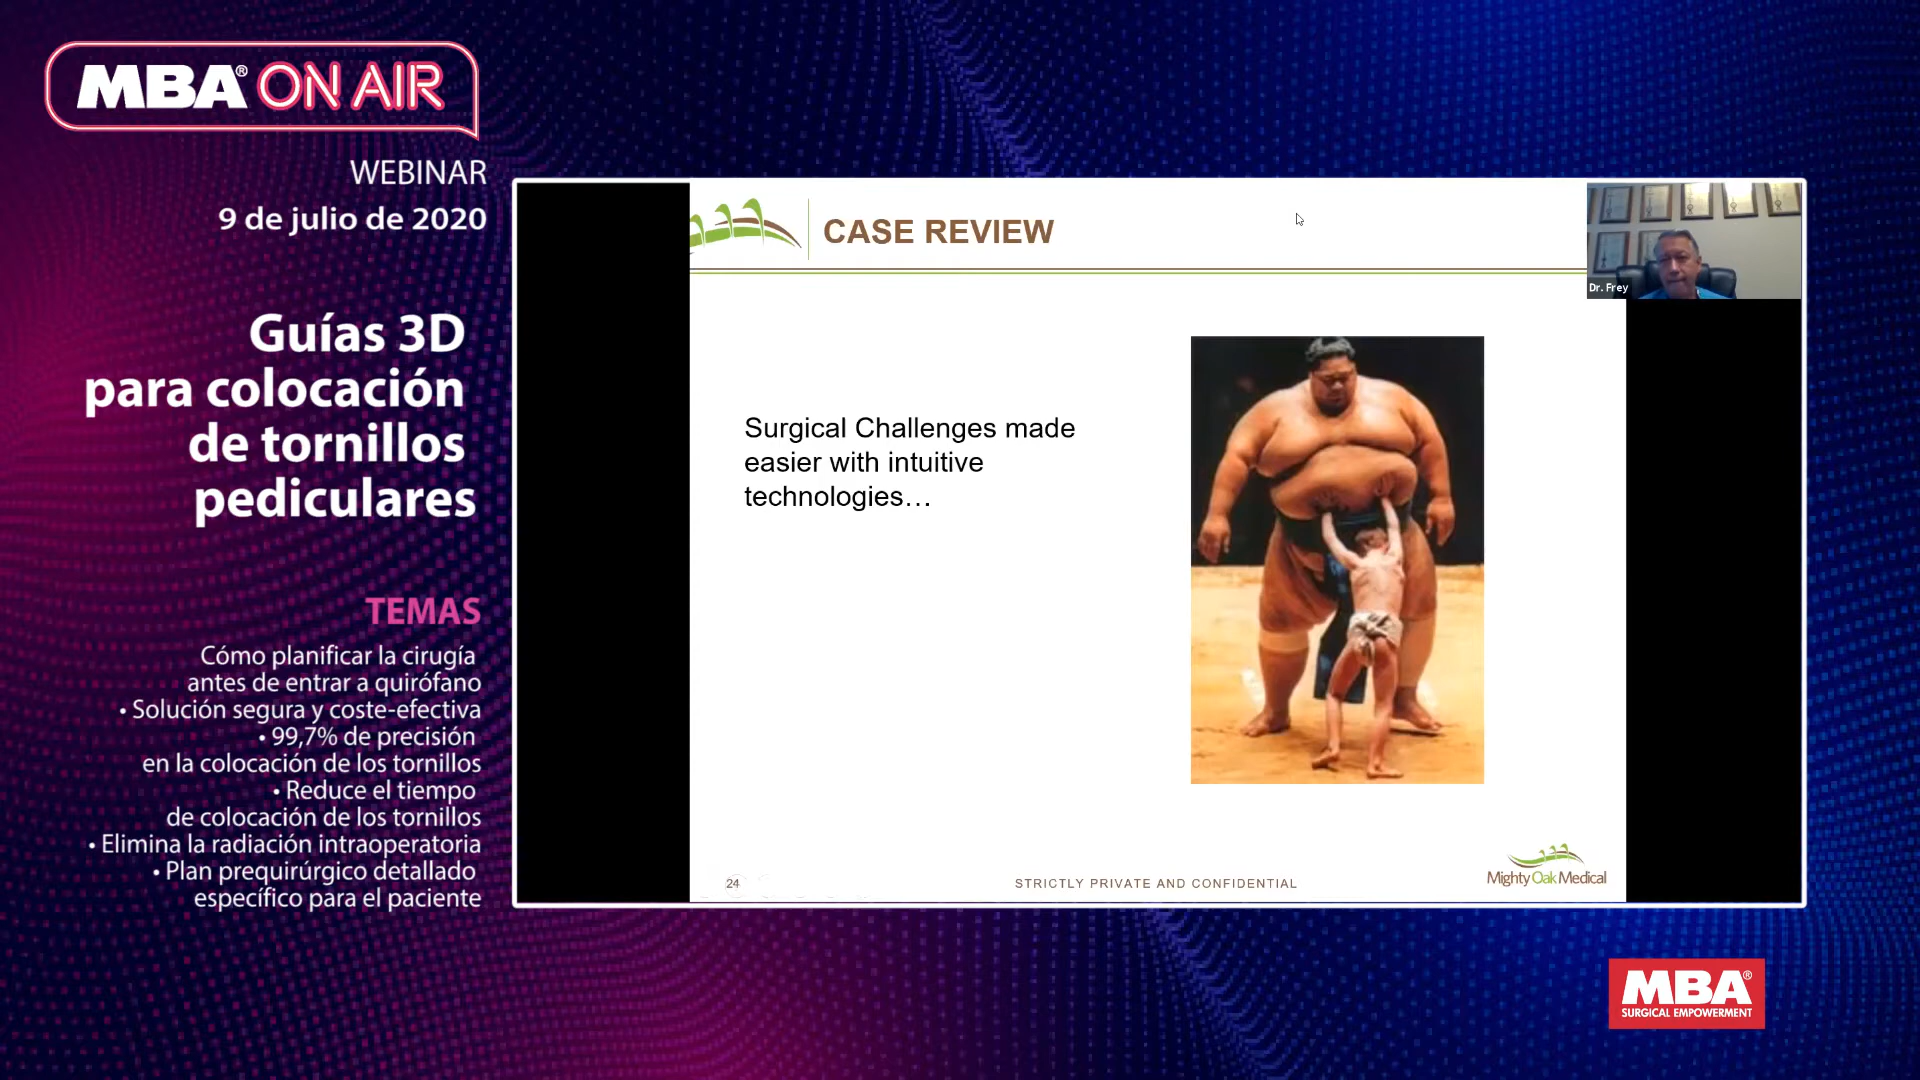 MBA® ON AIR
WEBINAR
9 de julio de 2020
Guías 3D
para colocación
de tornillos
pediculares
TEMAS
Cómo planificar la cirugía
antes de entrar a quirófano
• Solución segura y coste-efectiva
• 99,7% de precisión
en la colocación de los tornillos
• Reduce el tiempo
de colocación de los tornillos
• Elimina la radiación intraoperatoria
• Plan prequirúrgico detallado
específico para el paciente
CASE REVIEW
Dr. Frey
Surgical Challenges made
easier with intuitive
technologies…
24
STRICTLY PRIVATE AND CONFIDENTIAL
Mighty Oak Medical
MBA®
SURGICAL EMPOWERMENT